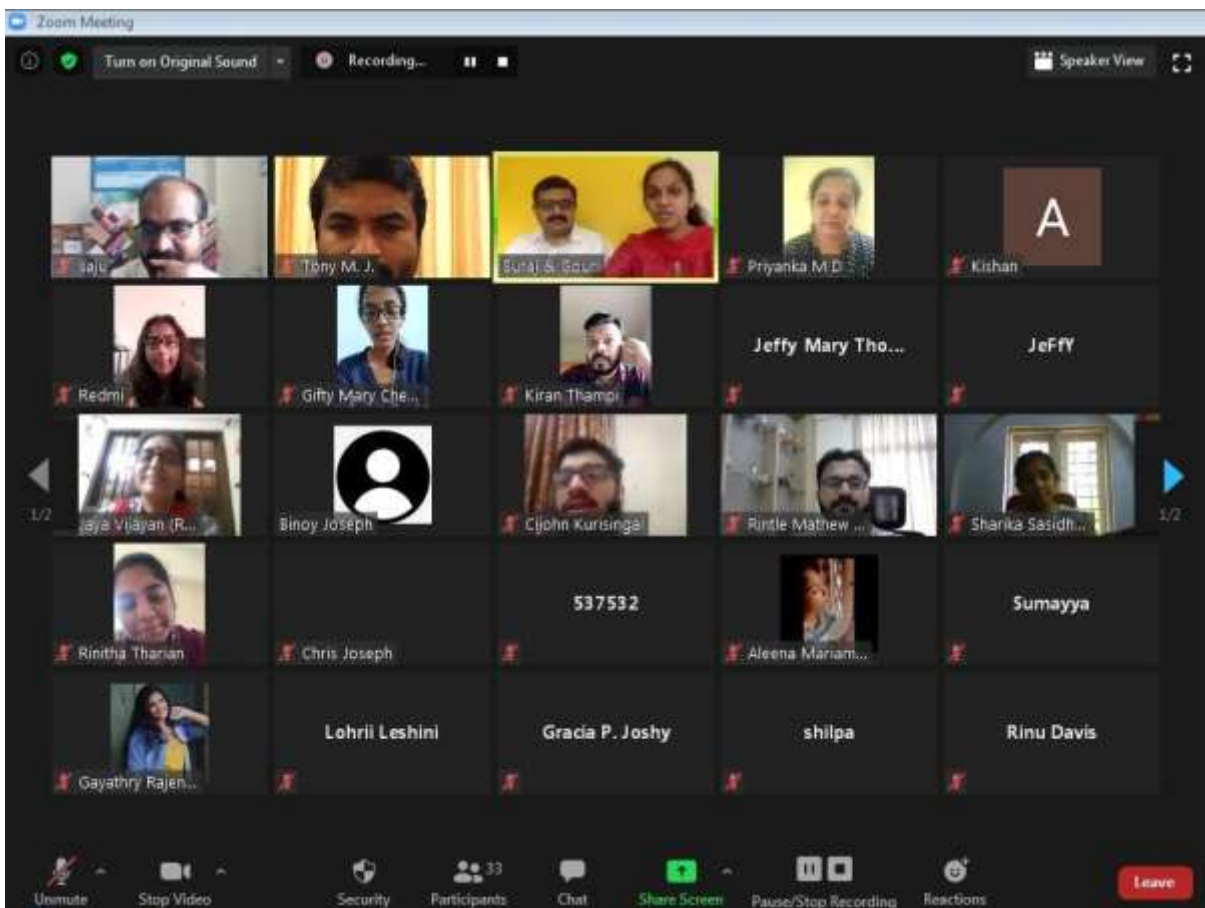 Zoom Meeting
Turn on Original Sound
Recording...
Speaker View
saju
Tony M. J.
Suraj & Gouri
Priyanka M D
A
Kishan
Redmi
Gifty Mary Che...
Kiran Thampi
Jeffy Mary Tho...
JeFfY
Jaya Vijayan (R...
Binoy Joseph
Cijohn Kurisingal
Rintle Mathew ...
Sharika Sasidh...
1/2
1/2
Rinitha Tharian
Chris Joseph
537532
Aleena Mariam...
Sumayya
Gayathry Rajen...
Lohrii Leshini
Gracia P. Joshy
shilpa
Rinu Davis
Unmute
Stop Video
Security
Participants
33
Chat
Share Screen
Pause/Stop Recording
Reactions
Leave